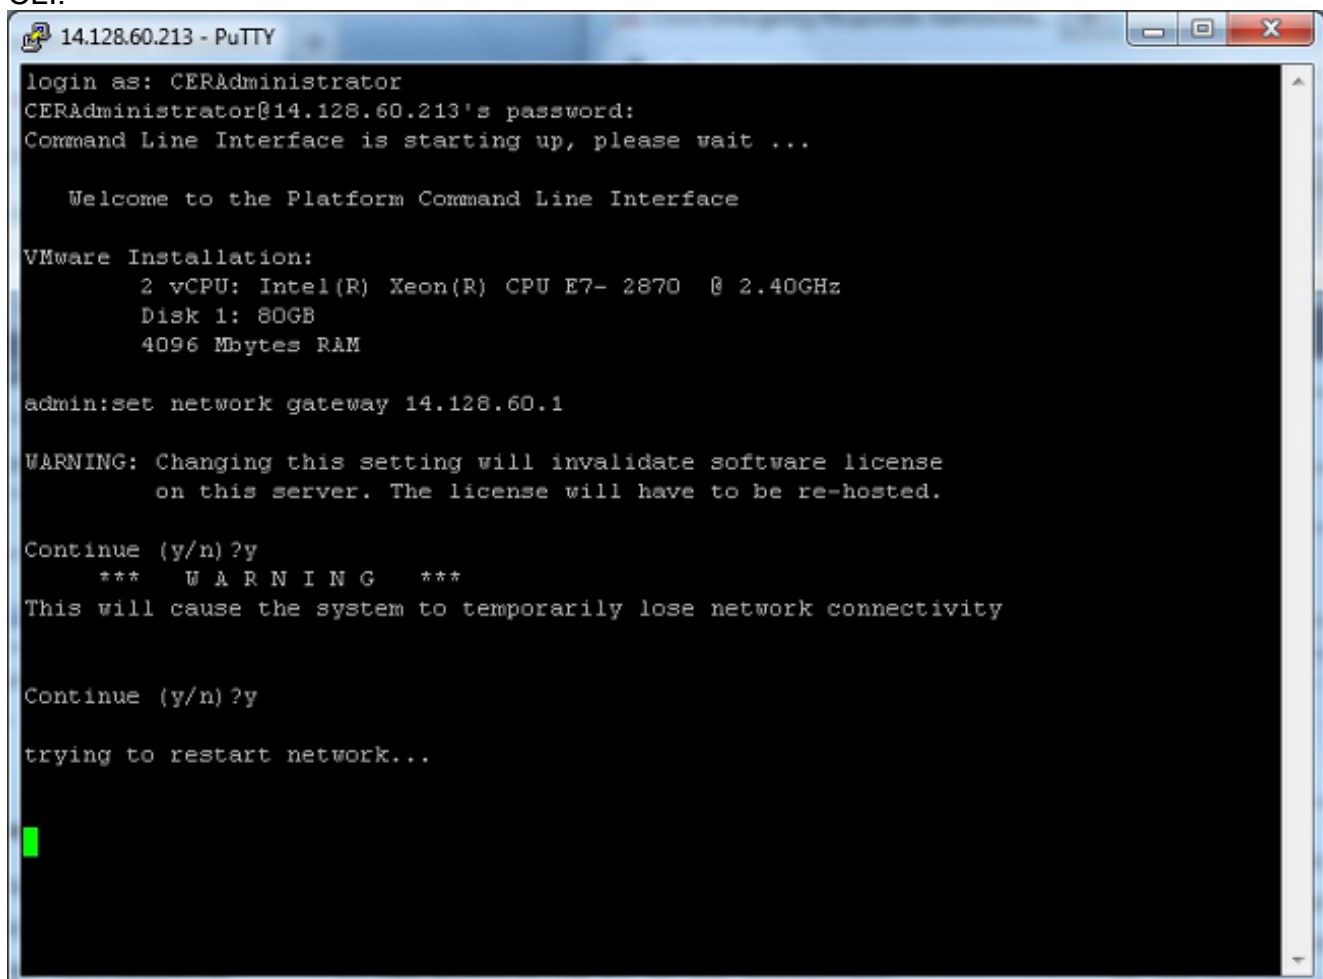 CLI.
14.128.60.213 - PuTTY
login as: CERAdministrator
CERAdministrator@14.128.60.213's password:
Command Line Interface is starting up, please wait ...
Welcome to the Platform Command Line Interface
VMware Installation:
2 vCPU: Intel(R) Xeon(R) CPU E7- 2870  @ 2.40GHz
Disk 1: 80GB
4096 Mbytes RAM
admin:set network gateway 14.128.60.1
WARNING: Changing this setting will invalidate software license
on this server. The license will have to be re-hosted.
Continue (y/n)?y
***   W A R N I N G   ***
This will cause the system to temporarily lose network connectivity
Continue (y/n)?y
trying to restart network...